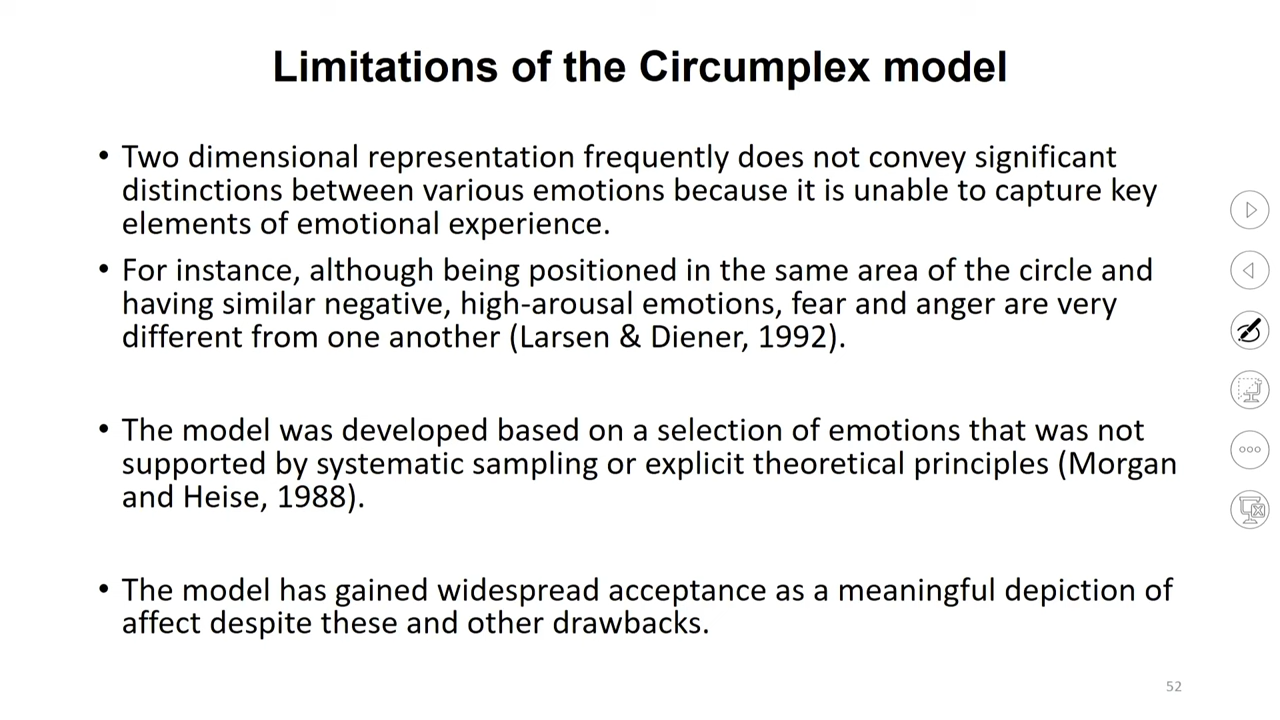 Limitations of the Circumplex model
• Two dimensional representation frequently does not convey significant
distinctions between various emotions because it is unable to capture key
elements of emotional experience.
• For instance, although being positioned in the same area of the circle and
having similar negative, high-arousal emotions, fear and anger are very
different from one another (Larsen & Diener, 1992).
• The model was developed based on a selection of emotions that was not
supported by systematic sampling or explicit theoretical principles (Morgan
and Heise, 1988).
• The model has gained widespread acceptance as a meaningful depiction of
affect despite these and other drawbacks.
52